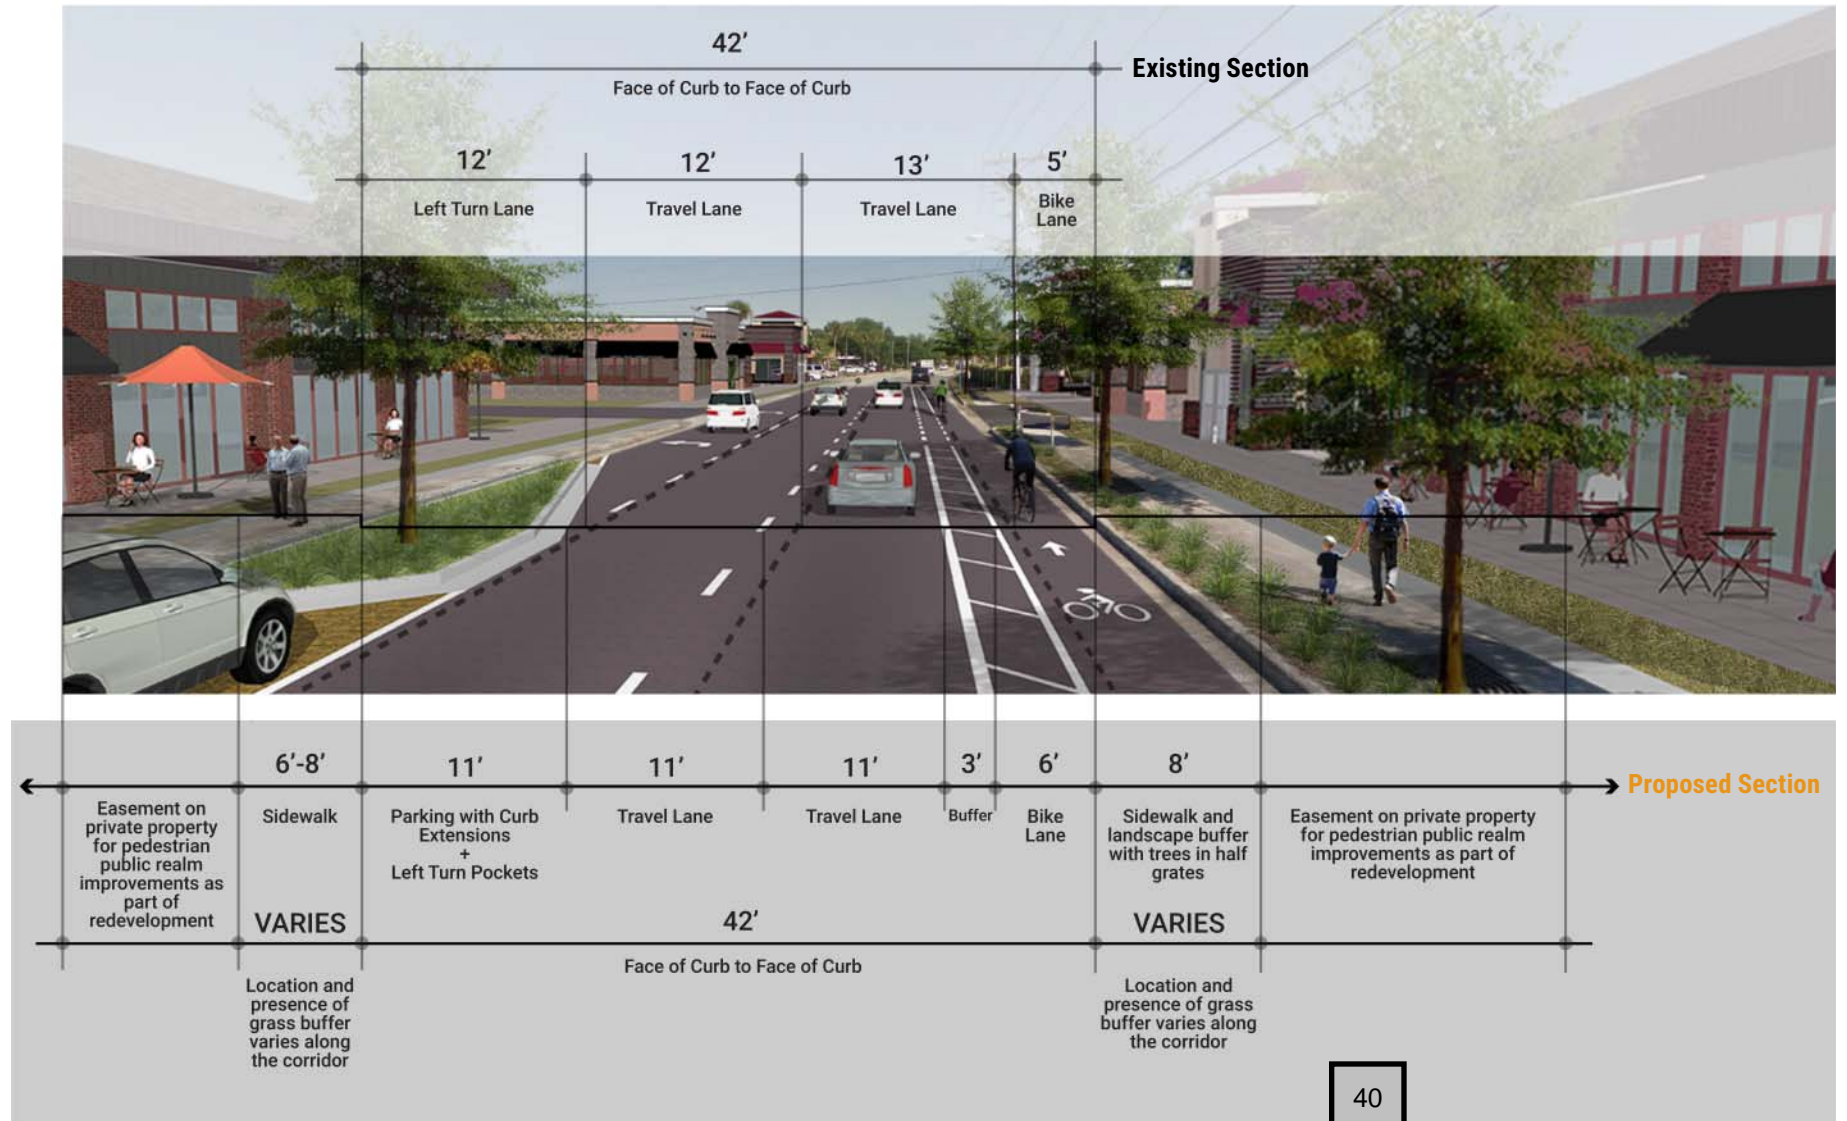 42’
Existing Section
Face of Curb to Face of Curb
12’
12’
13’
5’
Left Turn Lane
Travel Lane
Travel Lane
Bike
Lane
6’-8’
11’
11’
11’
3’
6’
8’
Proposed Section
Easement on
private property
for pedestrian
public realm
improvements as
part of
redevelopment
Sidewalk
Parking with Curb
Extensions
+
Left Turn Pockets
Travel Lane
Travel Lane
Buffer
Bike
Lane
Sidewalk and
landscape buffer
with trees in half
grates
Easement on private property
for pedestrian public realm
improvements as part of
redevelopment
VARIES
42’
VARIES
Face of Curb to Face of Curb
Location and
presence of
grass buffer
varies along
the corridor
Location and
presence of grass
buffer varies along
the corridor
40